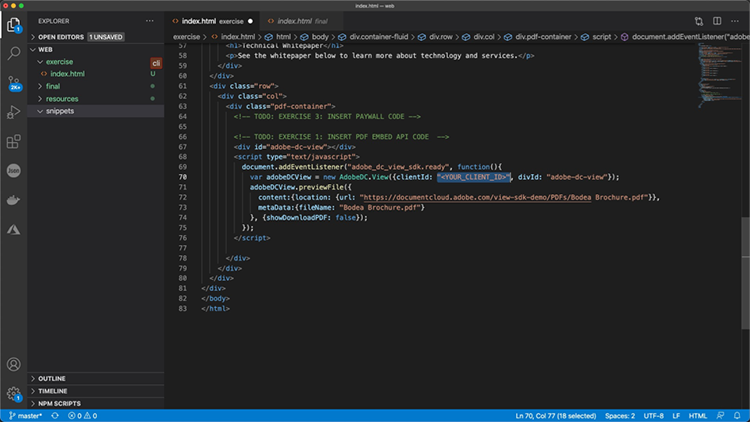 EXPLORER
index.html exercise
index.html final
OPEN EDITORS 1 UNSAVED
exercise > index.html > html > body > div.container-fluid > div.row > div.col > div.pdf-container > script > document.addEventListener("adobe_dc_view
WEB
exercise
cli
index.html U
final
resources
snippets
57 <h1>Technical Whitepaper</h1>
58 <p>See the whitepaper below to learn more about technology and services.</p>
59 </div>
60 </div>
61 <div class="row">
62 <div class="col">
63 <div class="pdf-container">
64 <!-- TODO: EXERCISE 3: INSERT PAYWALL CODE -->
65
66 <!-- TODO: EXERCISE 1: INSERT PDF EMBED API CODE -->
67 <div id="adobe-dc-view"></div>
68 <script type="text/javascript">
69 document.addEventListener("adobe_dc_view_sdk.ready", function(){
70 var adobeDCView = new AdobeDC.View({clientId: "<YOUR_CLIENT_ID>", divId: "adobe-dc-view"});
71 adobeDCView.previewFile({
72 content:{location: {url: "https://documentcloud.adobe.com/view-sdk-demo/PDFs/Bodea Brochure.pdf"}},
73 metaData:{fileName: "Bodea Brochure.pdf"}
74 }, {showDownloadPDF: false});
75 });
76 </script>
77
78 </div>
79 </div>
80 </div>
81 </div>
82 </body>
83 </html>
1
2K+
json
1
OUTLINE
TIMELINE
NPM SCRIPTS
index.html — web
master* 0 0
Ln 70, Col 77 (18 selected) Spaces: 2 UTF-8 LF HTML